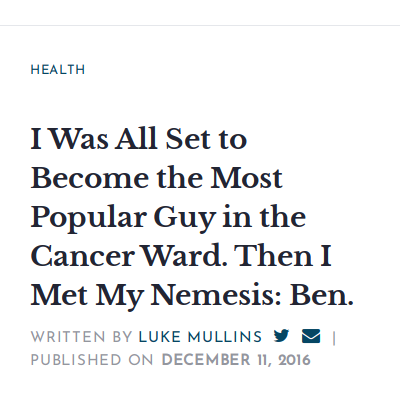 HEALTH
I Was All Set to
Become the Most
Popular Guy in the
Cancer Ward. Then I
Met My Nemesis: Ben.
WRITTEN BY LUKE MULLINS |
PUBLISHED ON DECEMBER 11, 2016